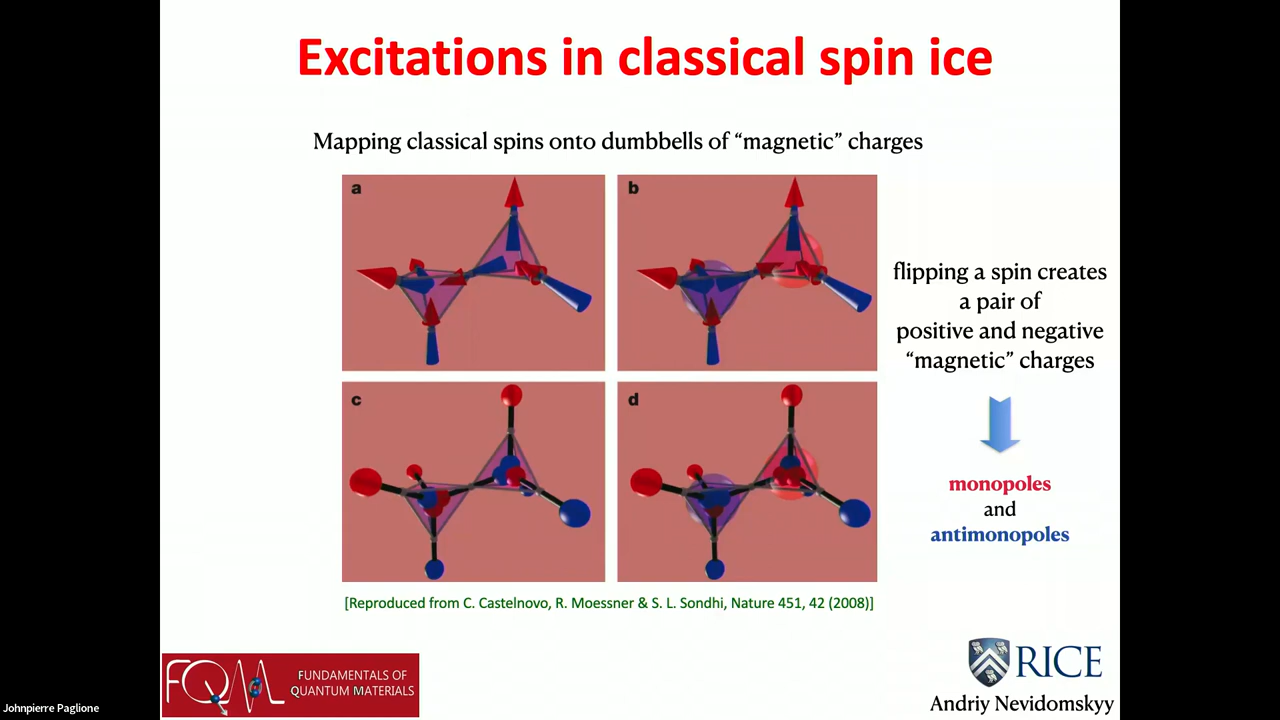 Excitations in classical spin ice
Mapping classical spins onto dumbbells of “magnetic” charges
a
b
c
d
flipping a spin creates
a pair of
positive and negative
“magnetic” charges
monopoles
and
antimonopoles
[Reproduced from C. Castelnovo, R. Moessner & S. L. Sondhi, Nature 451, 42 (2008)]
FQM
FUNDAMENTALS OF
QUANTUM MATERIALS
RICE
Andriy Nevidomskyy
Johnpierre Paglione